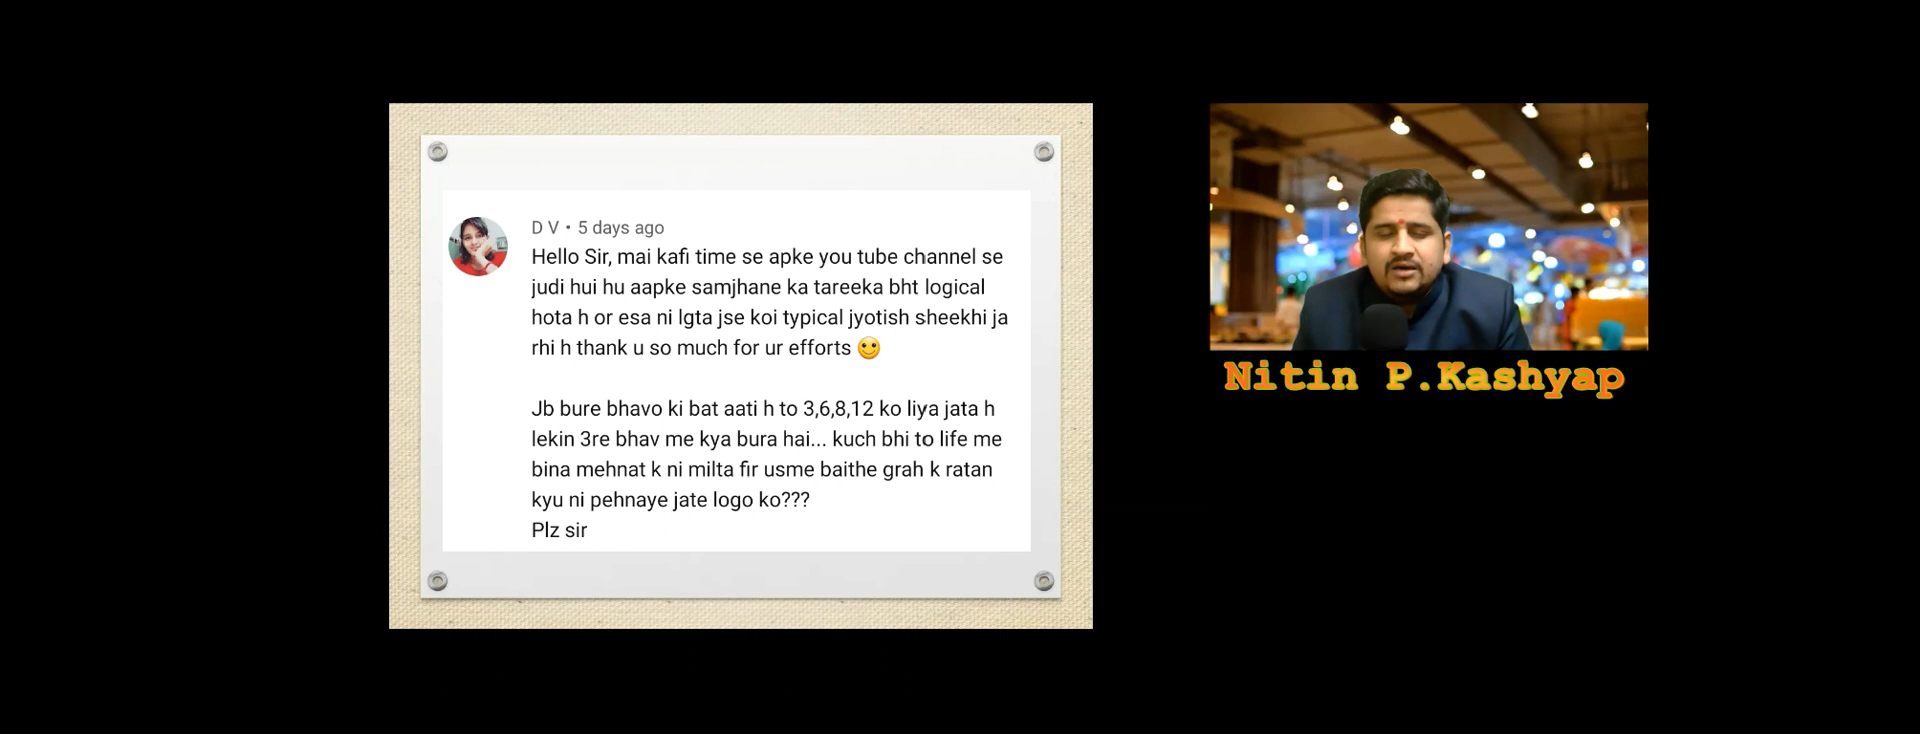 D V • 5 days ago
Hello Sir, mai kafi time se apke you tube channel se
judi hui hu aapke samjhane ka tareeka bht logical
hota h or esa ni lgta jse koi typical jyotish sheekhi ja
rhi h thank u so much for ur efforts 🙂
Jb bure bhavo ki bat aati h to 3,6,8,12 ko liya jata h
lekin 3re bhav me kya bura hai... kuch bhi to life me
bina mehnat k ni milta fir usme baithe grah k ratan
kyu ni pehnaye jate logo ko???
Plz sir
Nitin P.Kashyap